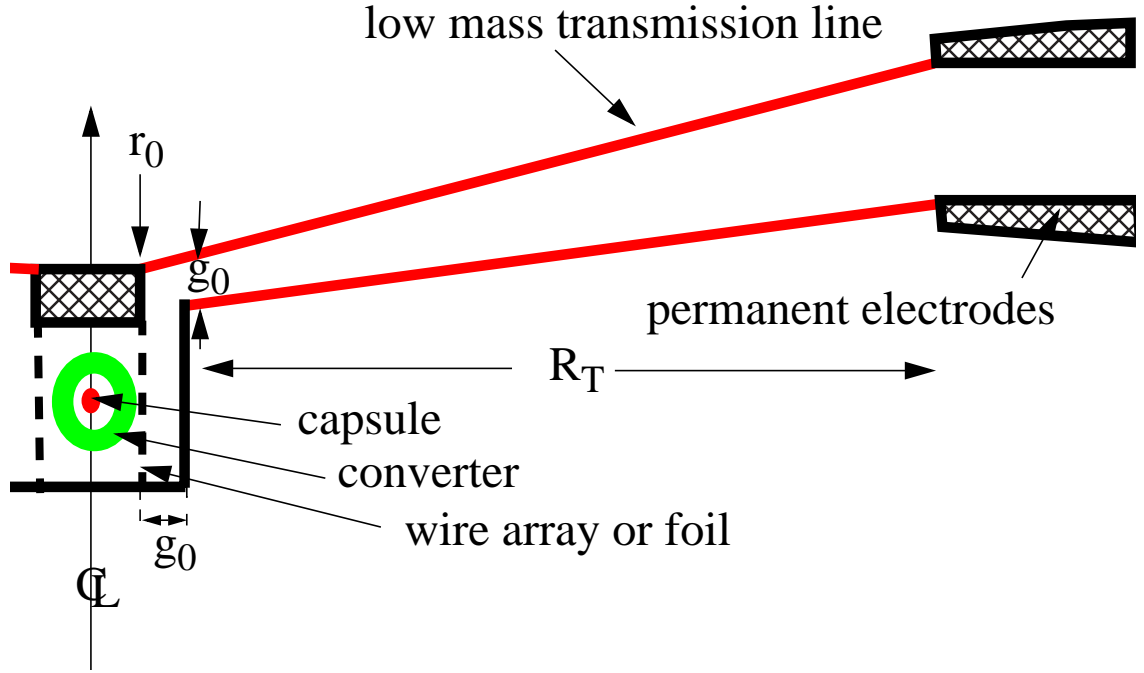 low mass transmission line
r0
g0
permanent electrodes
RT
capsule
converter
wire array or foil
g0
CL